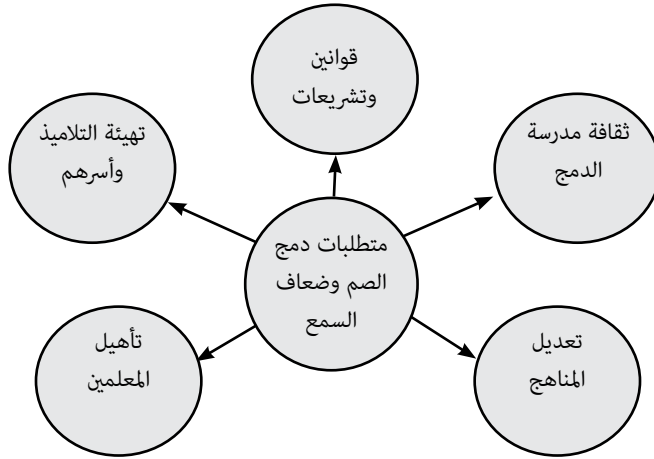 قوانين
وتشريعات
ثقافة مدرسة
الدمج
تهيئة التلاميذ
وأسرهم
متطلبات دمج
الصم وضعاف
السمع
تعديل
المناهج
تأهيل
المعلمين